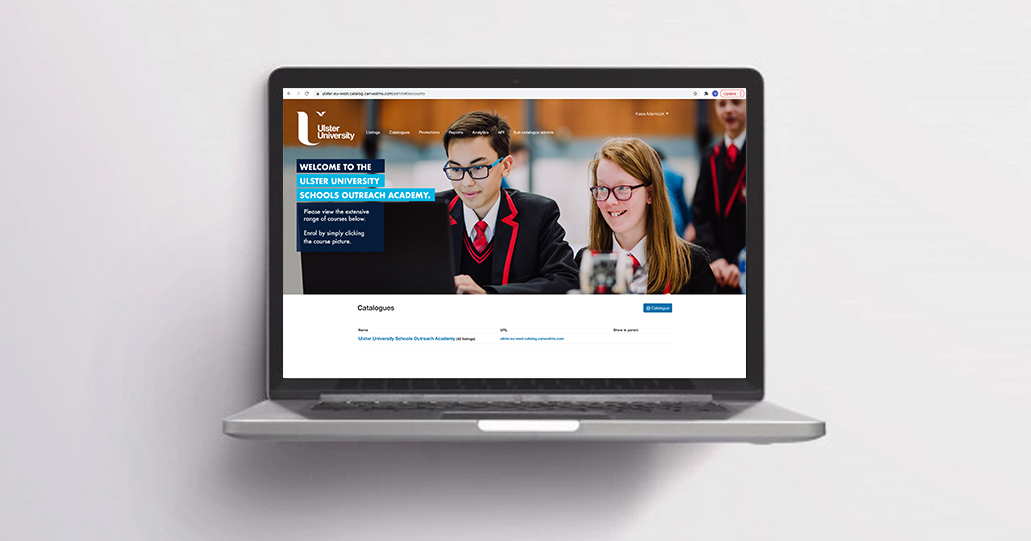 ulster.eu-west.catalog.canvaslms.com/admin#/accounts
Update
Ulster
University
Listings Catalogues Promotions Reports Analytics API Sub catalogue admins
Kasia Adamczyk
WELCOME TO THE
ULSTER UNIVERSITY
SCHOOLS OUTREACH ACADEMY.
Please view the extensive
range of courses below.
Enrol by simply clicking
the course picture.
Catalogues
Catalogue
Name URL Show in parent
Ulster University Schools Outreach Academy ulster.eu-west.catalog.canvaslms.com